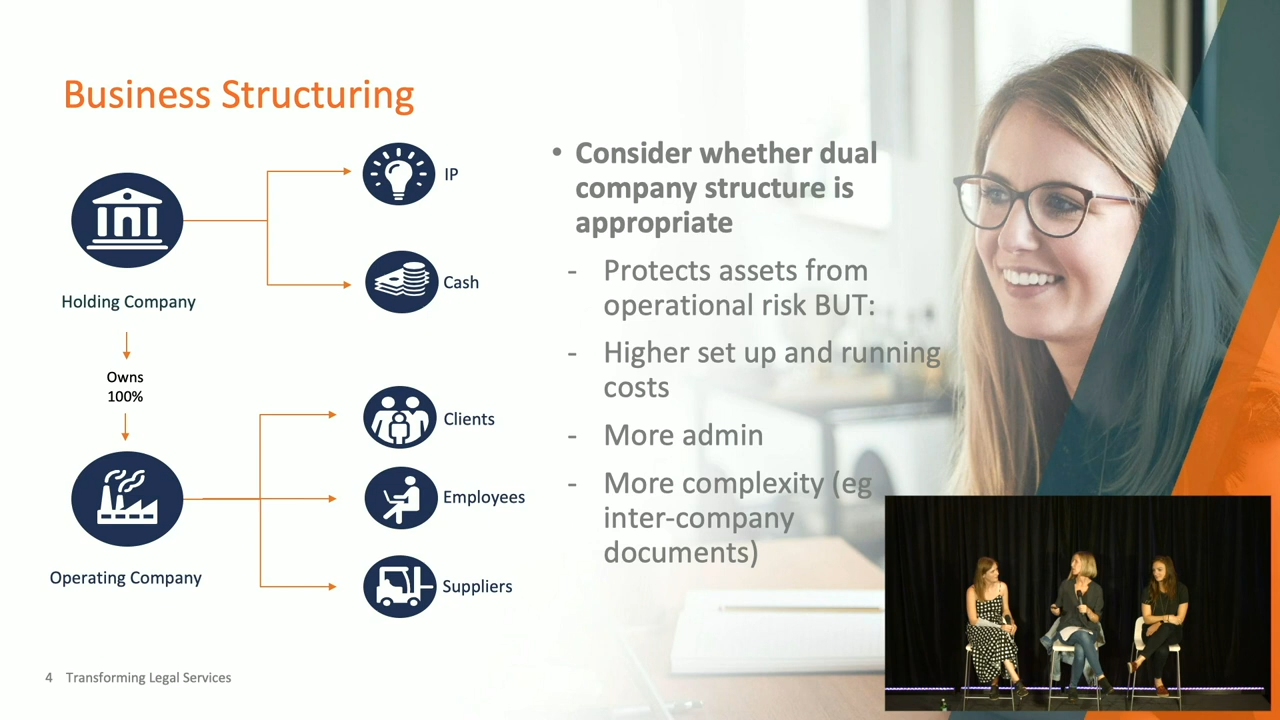 Business Structuring
IP
Cash
Holding Company
Owns
100%
Clients
Employees
Operating Company
Suppliers
• Consider whether dual
company structure is
appropriate
- Protects assets from
operational risk BUT:
- Higher set up and running
costs
- More admin
- More complexity (eg
inter-company
documents)
4 Transforming Legal Services